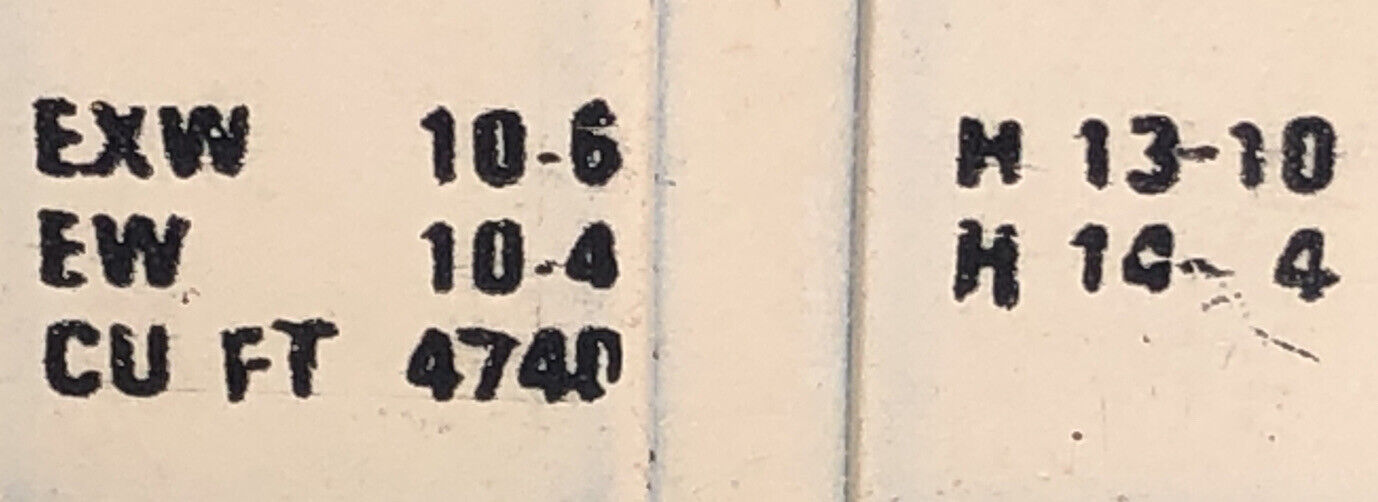 EXW 10-6
EW 10-4
CU FT 4740
H 13-10
H 14- 4